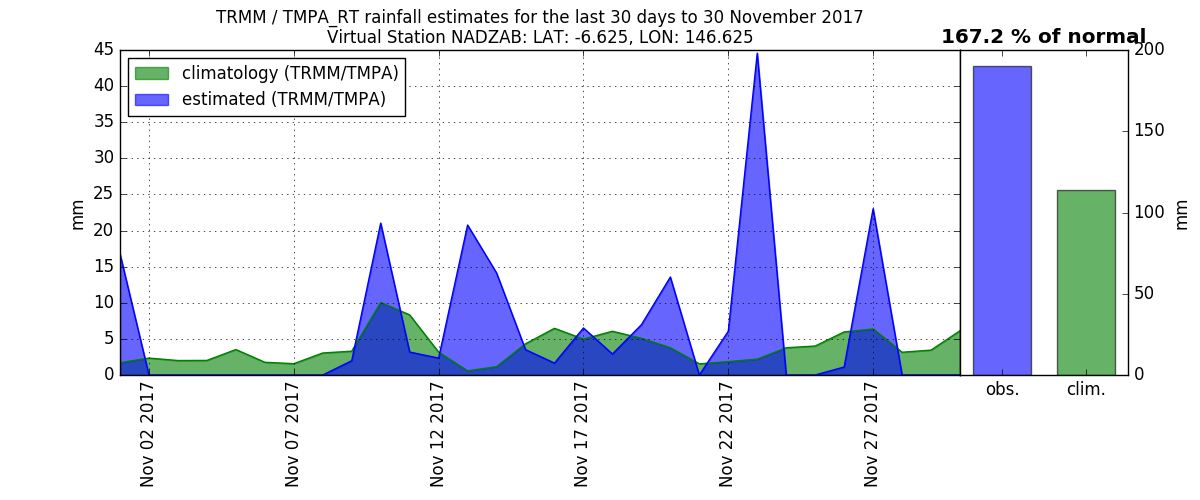 TRMM / TMPA_RT rainfall estimates for the last 30 days to 30 November 2017
Virtual Station NADZAB: LAT: -6.625, LON: 146.625
167.2 % of normal
climatology (TRMM/TMPA)
estimated (TRMM/TMPA)
45
40
35
30
25
20
15
10
5
0
mm
Nov 02 2017
Nov 07 2017
Nov 12 2017
Nov 17 2017
Nov 22 2017
Nov 27 2017
200
150
100
50
0
mm
obs.
clim.